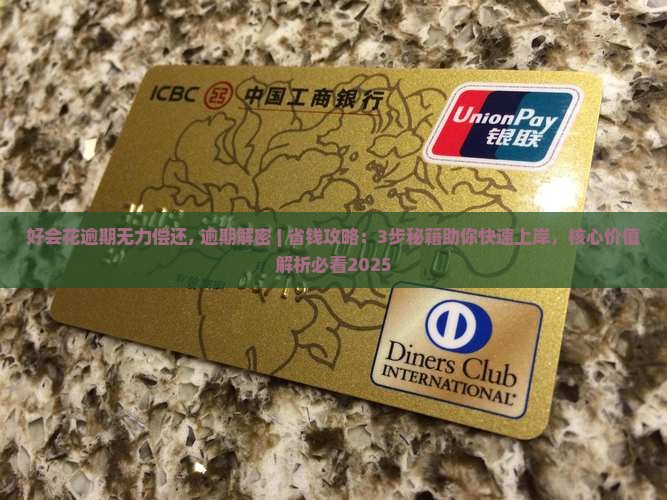 ICBC 中国工商银行
UnionPay
银联
好会花逾期无力偿还, 逾期解密 | 省钱攻略：3步秘籍助你快速上岸，核心价值
解析必看2025
Diners Club
INTERNATIONAL®